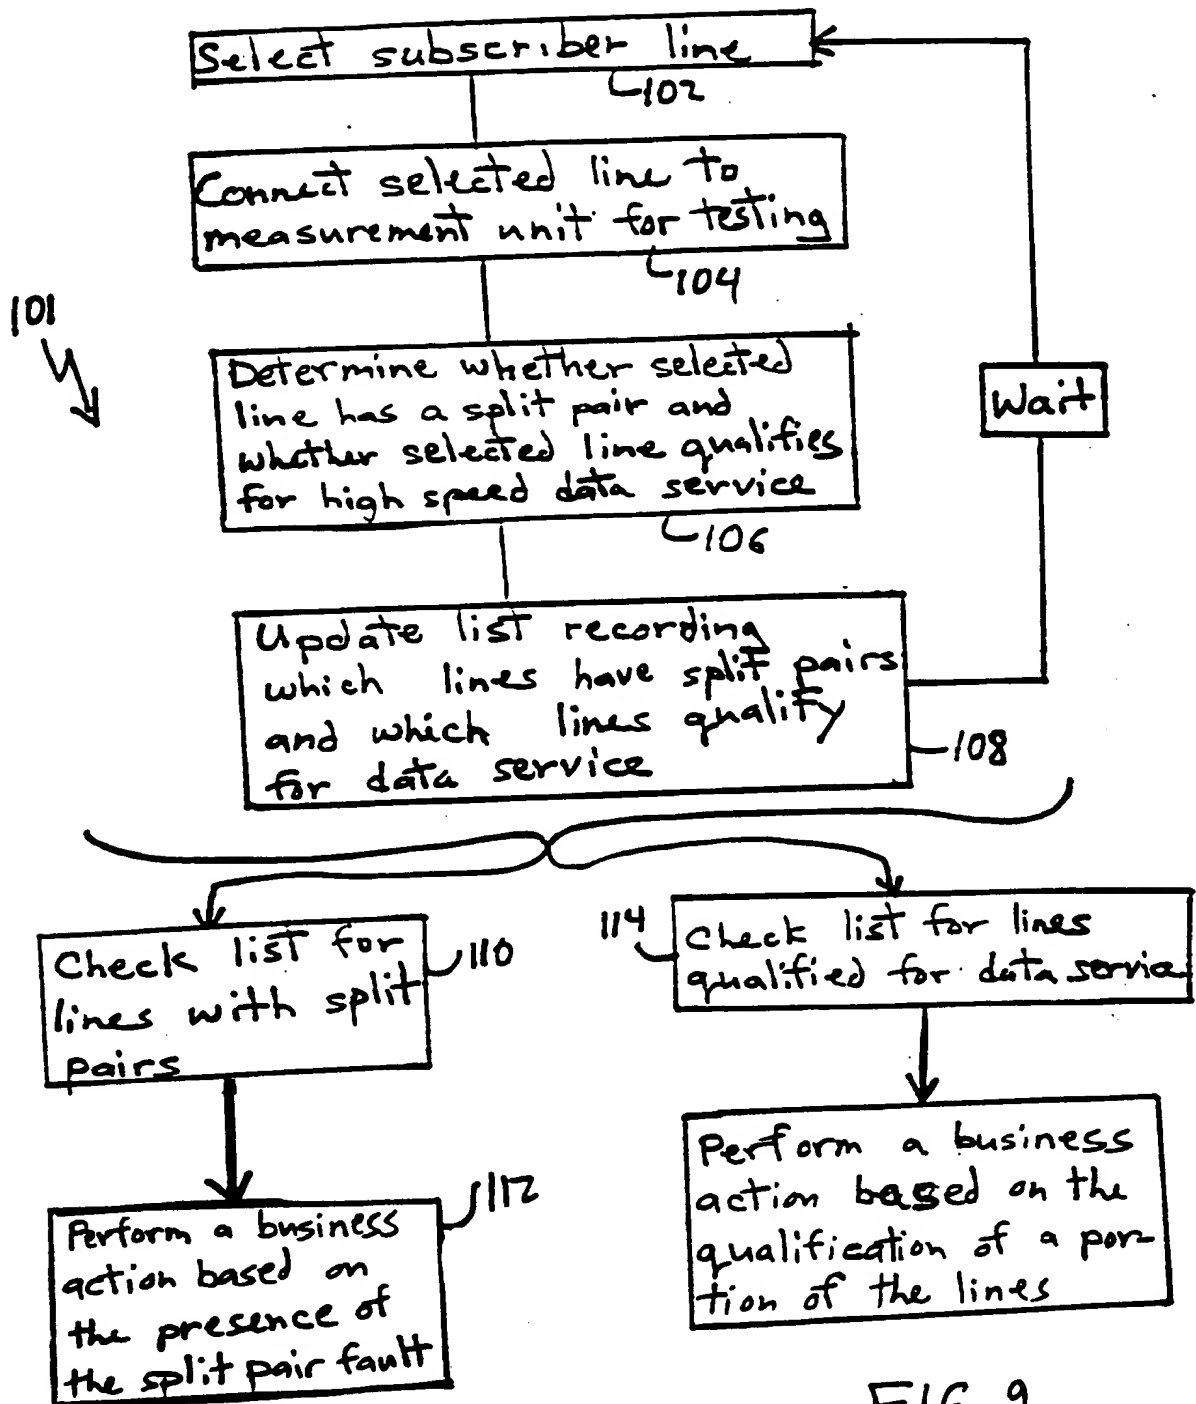 Select subscriber line
102
Connect selected line to
measurement unit for testing
104
101
Determine whether selected
line has a split pair and
whether selected line qualifies
for high speed data service
106
Wait
Update list recording
which lines have split pairs
and which lines qualify
for data service
108
Check list for
lines with split
pairs
110
114
Check list for lines
qualified for data service
Perform a business
action based on
the presence of
the split pair fault
112
Perform a business
action based on the
qualification of a por-
tion of the lines
FIG. 9